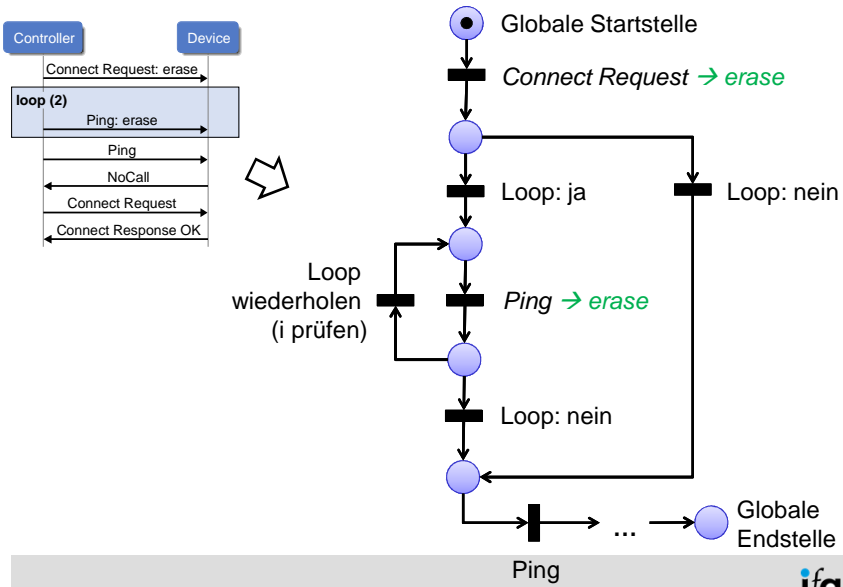 Controller
Device
Connect Request: erase
loop (2)
Ping: erase
Ping
NoCall
Connect Request
Connect Response OK
Globale Startstelle
Connect Request → erase
Loop: ja
Loop: nein
Loop
wiederholen
(i prüfen)
Ping → erase
Loop: nein
...
Globale
Endstelle
Ping